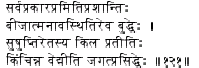 सर्वप्रकारप्रमितिप्रशान्तिः
बीजात्मनावस्थितिरेव बुद्धेः ।
सुषुप्तिरेतस्य किल प्रतीतिः
किंचिन्न वेद्मीति जगत्प्रसिद्धेः ॥१२१॥